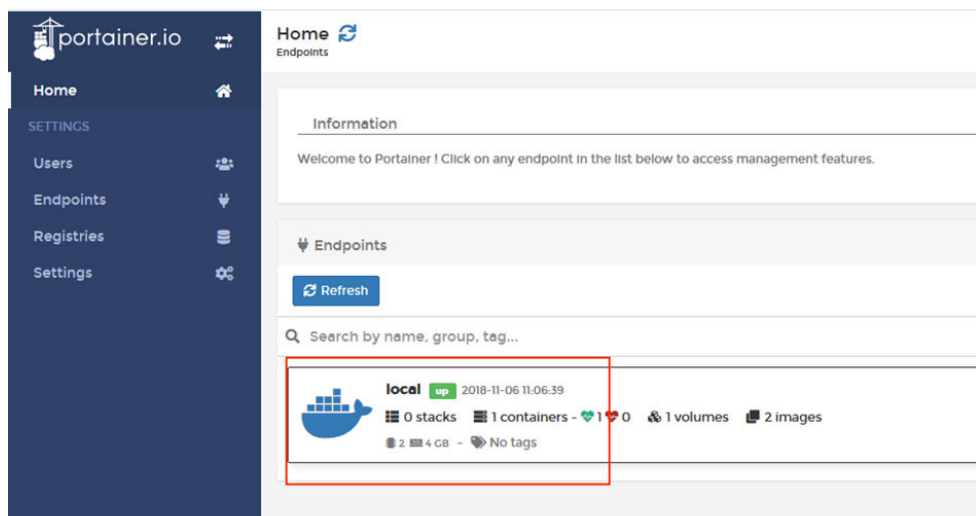 portainer.io
Home
SETTINGS
Users
Endpoints
Registries
Settings
Home
Endpoints
Information
Welcome to Portainer ! Click on any endpoint in the list below to access management features.
Endpoints
Refresh
Search by name, group, tag...
local up 2018-11-06 11:06:39
0 stacks 1 containers - 1 0 1 volumes 2 images
2 4 GB - No tags